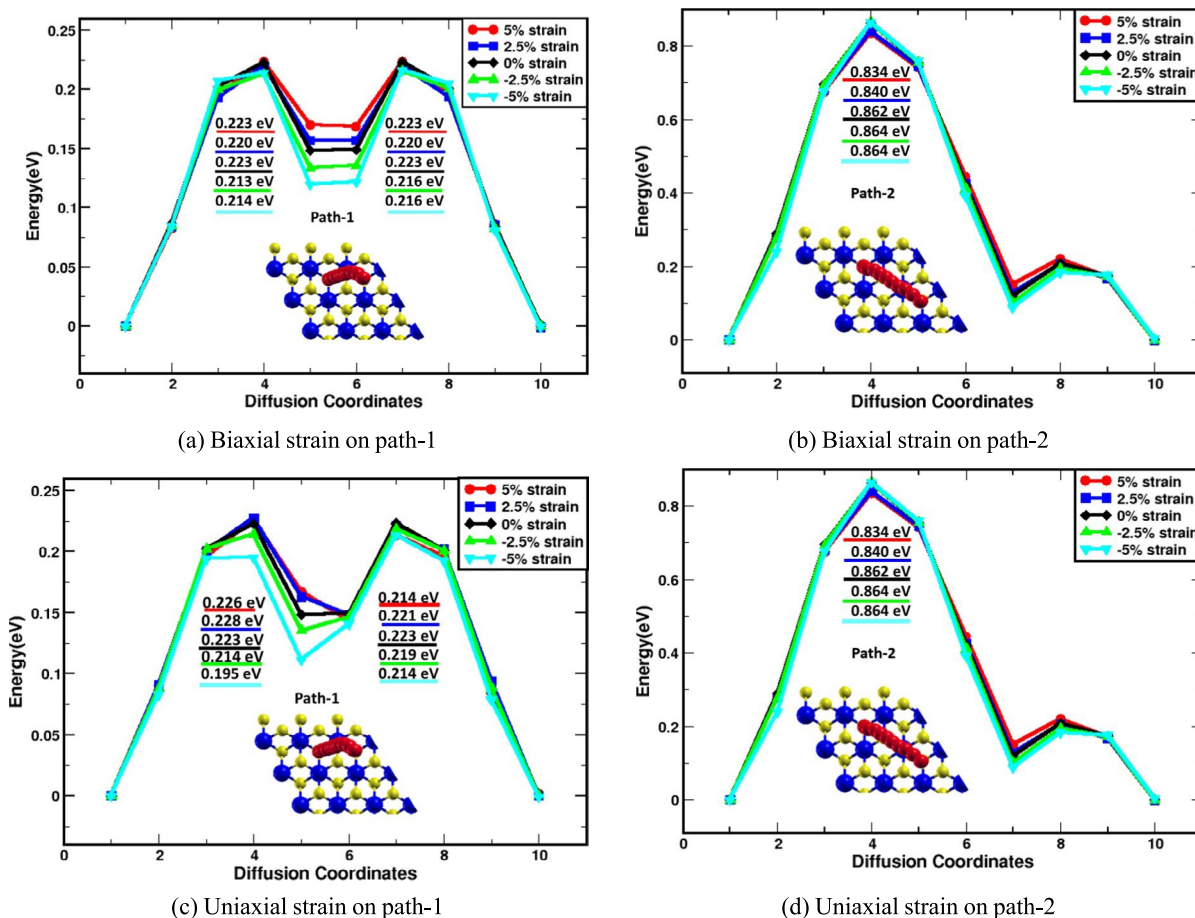 0.25
0.2
0.15
0.1
0.05
0
Energy(eV)
5% strain
2.5% strain
0% strain
-2.5% strain
-5% strain
0.223 eV
0.220 eV
0.223 eV
0.213 eV
0.214 eV
0.223 eV
0.220 eV
0.223 eV
0.216 eV
0.216 eV
Path-1
0 2 4 6 8 10
Diffusion Coordinates
(a) Biaxial strain on path-1
0.8
0.6
0.4
0.2
0
Energy(eV)
5% strain
2.5% strain
0% strain
-2.5% strain
-5% strain
0.834 eV
0.840 eV
0.862 eV
0.864 eV
0.864 eV
Path-2
0 2 4 6 8 10
Diffusion Coordinates
(b) Biaxial strain on path-2
0.25
0.2
0.15
0.1
0.05
0
Energy(eV)
5% strain
2.5% strain
0% strain
-2.5% strain
-5% strain
0.226 eV
0.228 eV
0.223 eV
0.214 eV
0.195 eV
0.214 eV
0.221 eV
0.223 eV
0.219 eV
0.214 eV
Path-1
0 2 4 6 8 10
Diffusion Coordinates
(c) Uniaxial strain on path-1
0.8
0.6
0.4
0.2
0
Energy(eV)
5% strain
2.5% strain
0% strain
-2.5% strain
-5% strain
0.834 eV
0.840 eV
0.862 eV
0.864 eV
0.864 eV
Path-2
0 2 4 6 8 10
Diffusion Coordinates
(d) Uniaxial strain on path-2